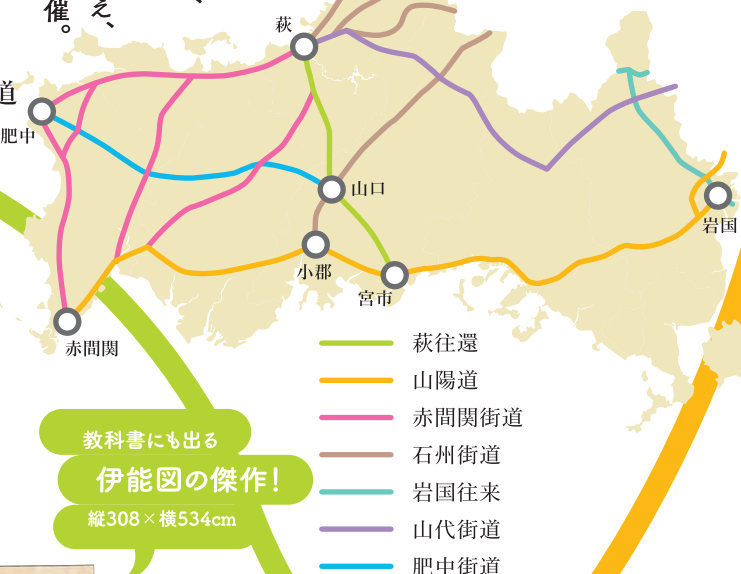 え、
催。
道
萩
肥中
山口
岩国
小郡
宮市
赤間関
萩往還
山陽道
赤間関街道
石州街道
岩国往来
山代街道
肥中街道
教科書にも出る
伊能図の傑作!
縦308×横534cm